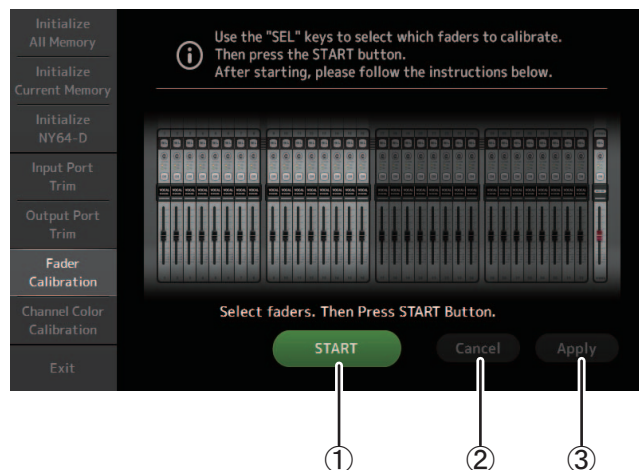 Initialize
All Memory
Initialize
Current Memory
Initialize
NY64-D
Input Port
Trim
Output Port
Trim
Fader
Calibration
Channel Color
Calibration
Exit
Use the "SEL" keys to select which faders to calibrate.
Then press the START button.
After starting, please follow the instructions below.
Select faders. Then Press START Button.
START
Cancel
Apply
①
②
③